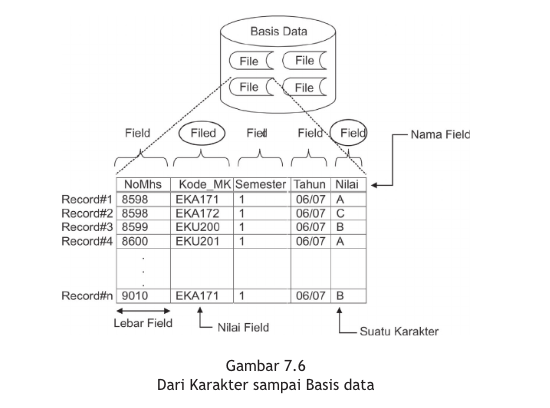 Basis Data
File File
File File
Field Filed Field Field Field Nama Field
NoMhs Kode_MK Semester Tahun Nilai
Record#1 8598 EKA171 1 06/07 A
Record#2 8598 EKA172 1 06/07 C
Record#3 8599 EKU200 1 06/07 B
Record#4 8600 EKU201 1 06/07 A
.
.
.
Record#n 9010 EKA171 1 06/07 B
Lebar Field Nilai Field Suatu Karakter
Gambar 7.6
Dari Karakter sampai Basis data